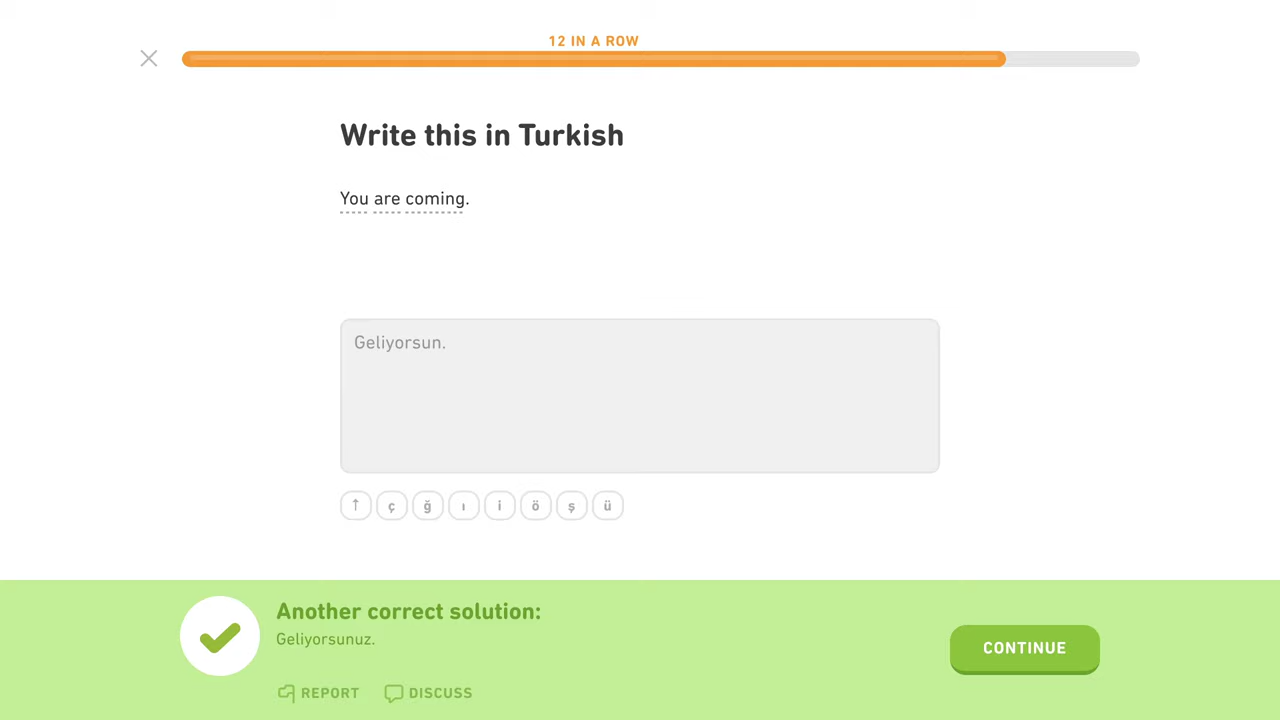 12 IN A ROW
Write this in Turkish
You are coming.
Geliyorsun.
↑ ç ğ ı i ö ş ü
Another correct solution:
Geliyorsunuz.
CONTINUE
REPORT DISCUSS